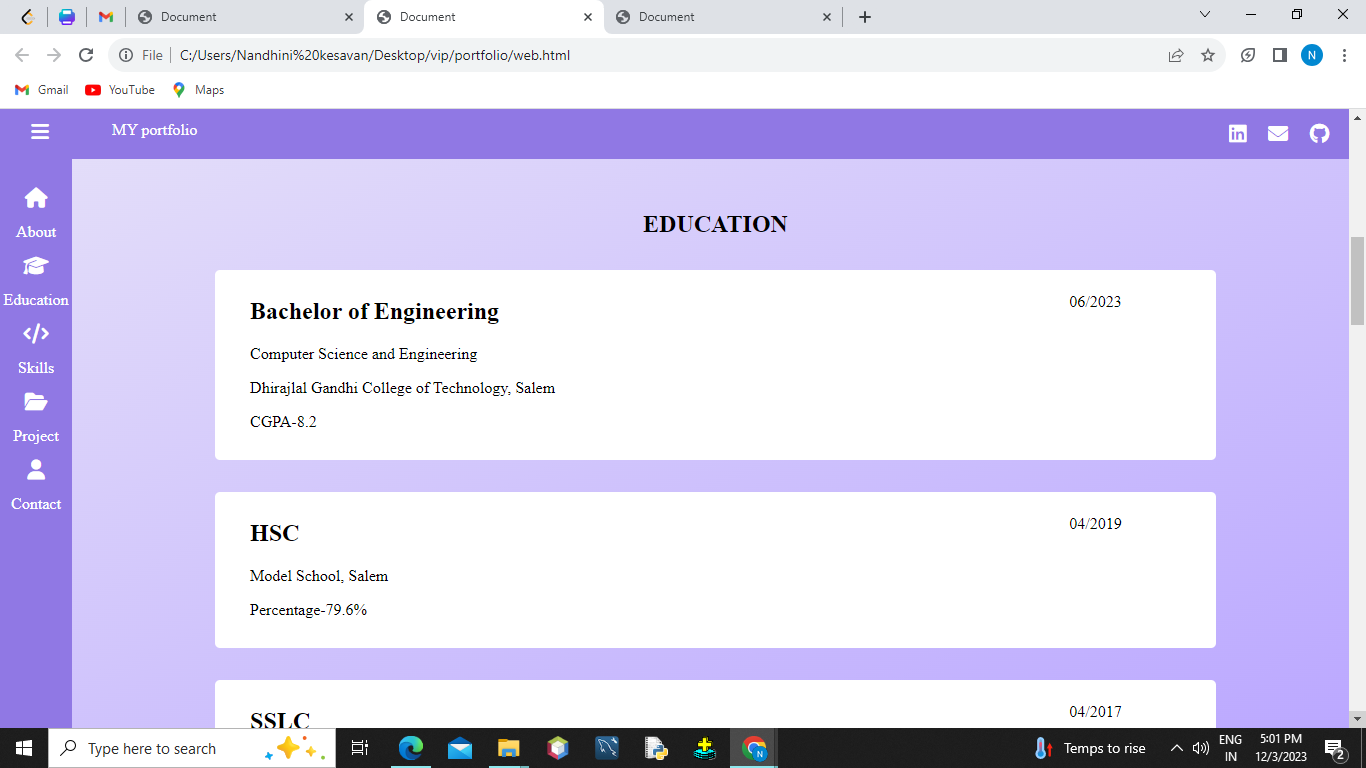 Document
Document
Document
File
C:/Users/Nandhini%20kesavan/Desktop/vip/portfolio/web.html
N
Gmail
YouTube
Maps
MY portfolio
in
About
Education
Skills
Project
Contact
EDUCATION
Bachelor of Engineering
06/2023
Computer Science and Engineering
Dhirajlal Gandhi College of Technology, Salem
CGPA-8.2
HSC
04/2019
Model School, Salem
Percentage-79.6%
SSLC
04/2017
Type here to search
N
Temps to rise
ENG
IN
5:01 PM
12/3/2023
2